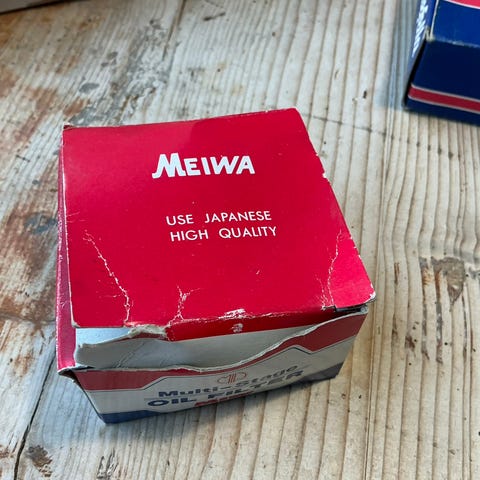 MEIWA
USE JAPANESE
HIGH QUALITY
Multi-Stage
OIL FILTER